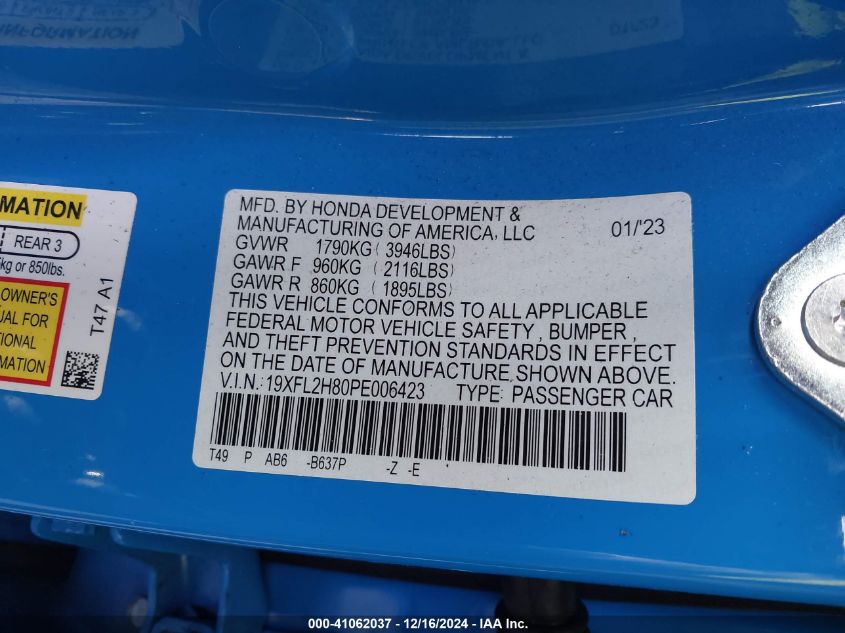 MATION
REAR 3
kg or 850lbs.
OWNER'S
UAL FOR
TIONAL
RMATION
T47 A1
MFD. BY HONDA DEVELOPMENT &
MANUFACTURING OF AMERICA, LLC 01/'23
GVWR 1790KG (3946LBS)
GAWR F 960KG (2116LBS)
GAWR R 860KG (1895LBS)
THIS VEHICLE CONFORMS TO ALL APPLICABLE
FEDERAL MOTOR VEHICLE SAFETY, BUMPER,
AND THEFT PREVENTION STANDARDS IN EFFECT
ON THE DATE OF MANUFACTURE SHOWN ABOVE.
V.I.N.: 19XFL2H80PE006423 TYPE: PASSENGER CAR
T49 P AB6 -B637P -Z -E
000-41062037 - 12/16/2024 - IAA Inc.